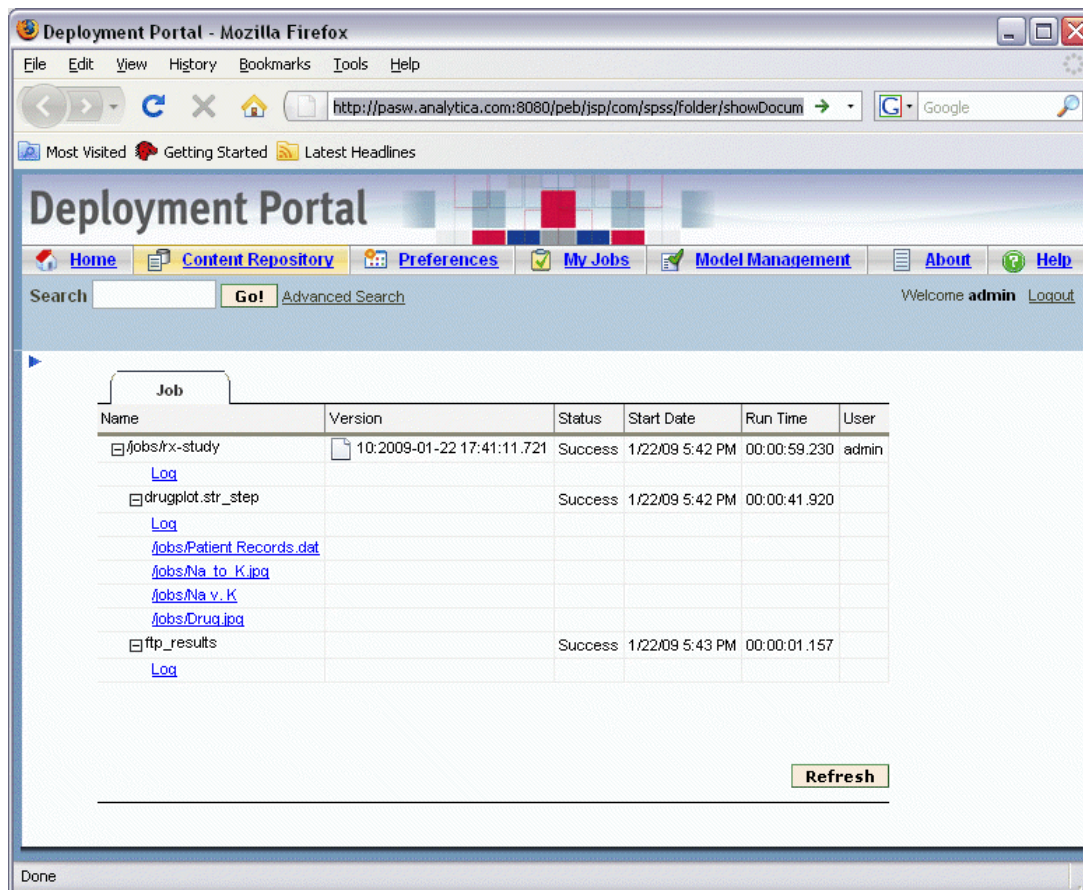 Deployment Portal - Mozilla Firefox
File Edit View History Bookmarks Tools Help
http://pasw.analytica.com:8080/peb/jsp/com/spss/folder/showDocum G Google
Most Visited Getting Started Latest Headlines
Deployment Portal
Home Content Repository Preferences My Jobs Model Management About Help
Search Go! Advanced Search Welcome admin Logout
Job
Name Version Status Start Date Run Time User
/jobs/rx-study 10:2009-01-22 17:41:11.721 Success 1/22/09 5:42 PM 00:00:59.230 admin
Log
drugplot.str_step Success 1/22/09 5:42 PM 00:00:41.920
Log
/jobs/Patient Records.dat
/jobs/Na_to_K.jpg
/jobs/Na v. K
/jobs/Drug.jpg
ftp_results Success 1/22/09 5:43 PM 00:00:01.157
Log
Refresh
Done